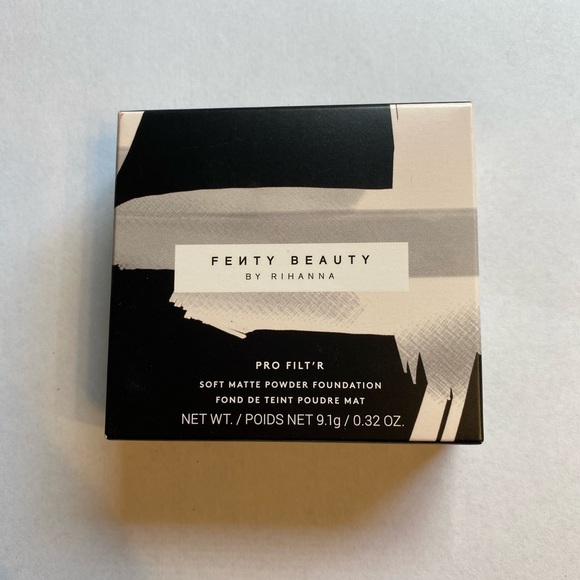 FEИTY BEAUTY
BY RIHANNA
PRO FILT'R
SOFT MATTE POWDER FOUNDATION
FOND DE TEINT POUDRE MAT
NET WT. / POIDS NET 9.1g / 0.32 OZ.